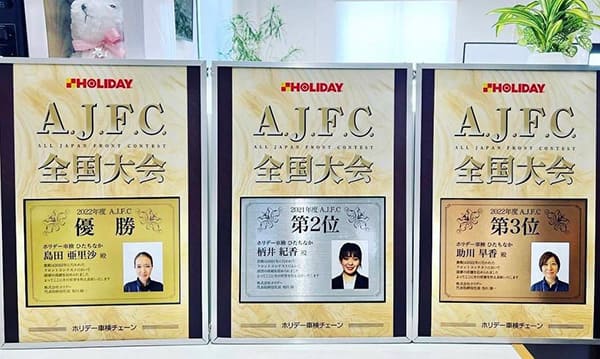 HOLIDAY
A.J.F.C.
ALL JAPAN FRONT CONTEST
全国大会
2022年度 A.J.F.C
優勝
ホリデー車検 ひたちなか
島田 亜里沙 殿
ホリデー車検チェーン
HOLIDAY
A.J.F.C.
ALL JAPAN FRONT CONTEST
全国大会
2021年度 A.J.F.C
第2位
ホリデー車検 ひたちなか
柄井 紀香 殿
ホリデー車検チェーン
HOLIDAY
A.J.F.C.
ALL JAPAN FRONT CONTEST
全国大会
2022年度 A.J.F.C
第3位
ホリデー車検 ひたちなか
助川 早香 殿
ホリデー車検チェーン